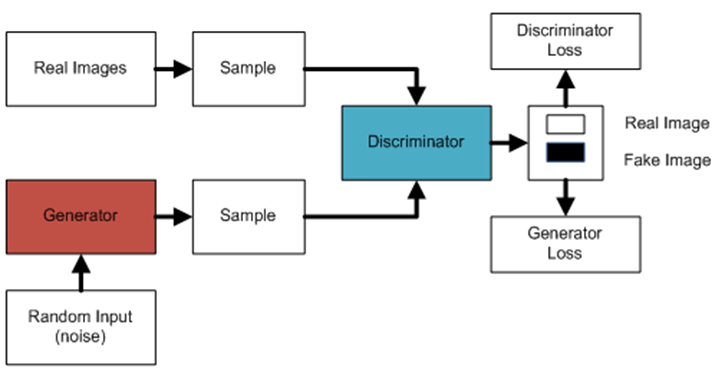 Real Images
Sample
Discriminator
Loss
Discriminator
Real Image
Fake Image
Generator
Sample
Generator
Loss
Random Input
(noise)